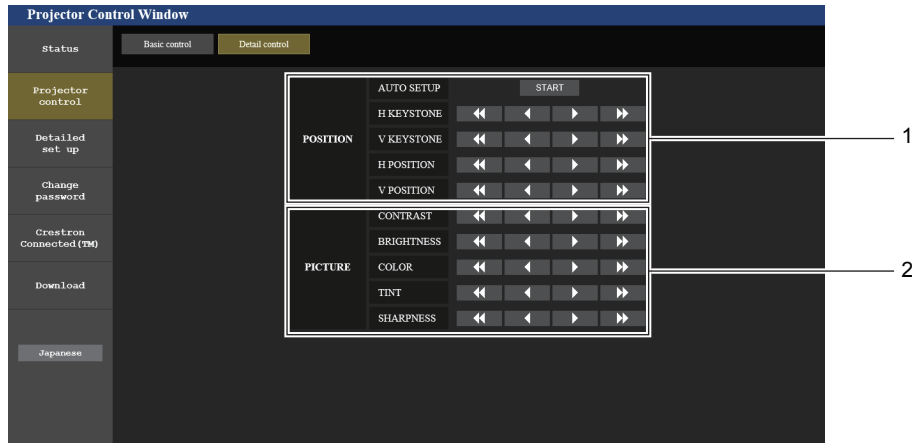 Projector Control Window
Status
Basic control
Detail control
Projector
control
Detailed
set up
Change
password
Crestron
Connected(TM)
Download
Japanese
POSITION
AUTO SETUP
START
H KEYSTONE
V KEYSTONE
H POSITION
V POSITION
1
PICTURE
CONTRAST
BRIGHTNESS
COLOR
TINT
SHARPNESS
2